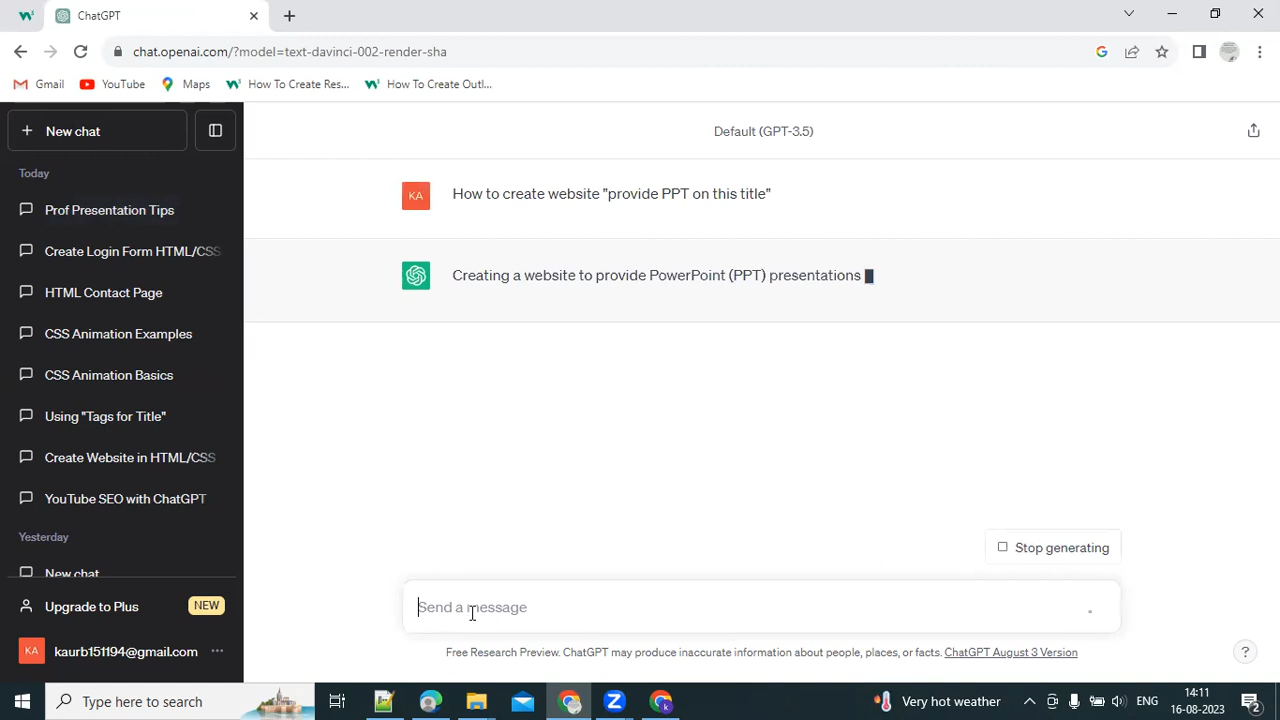 ChatGPT
chat.openai.com/?model=text-davinci-002-render-sha
Gmail
YouTube
Maps
How To Create Res...
How To Create Outl...
New chat
Default (GPT-3.5)
Today
KA
How to create website "provide PPT on this title"
Prof Presentation Tips
Create Login Form HTML/CSS
Creating a website to provide PowerPoint (PPT) presentations
HTML Contact Page
CSS Animation Examples
CSS Animation Basics
Using "Tags for Title"
Create Website in HTML/CSS
YouTube SEO with ChatGPT
Yesterday
New chat
Stop generating
Upgrade to Plus
NEW
Send a message
KA
kaurb151194@gmail.com
Free Research Preview. ChatGPT may produce inaccurate information about people, places, or facts. ChatGPT August 3 Version
?
Type here to search
Very hot weather
ENG
14:11
16-08-2023
2